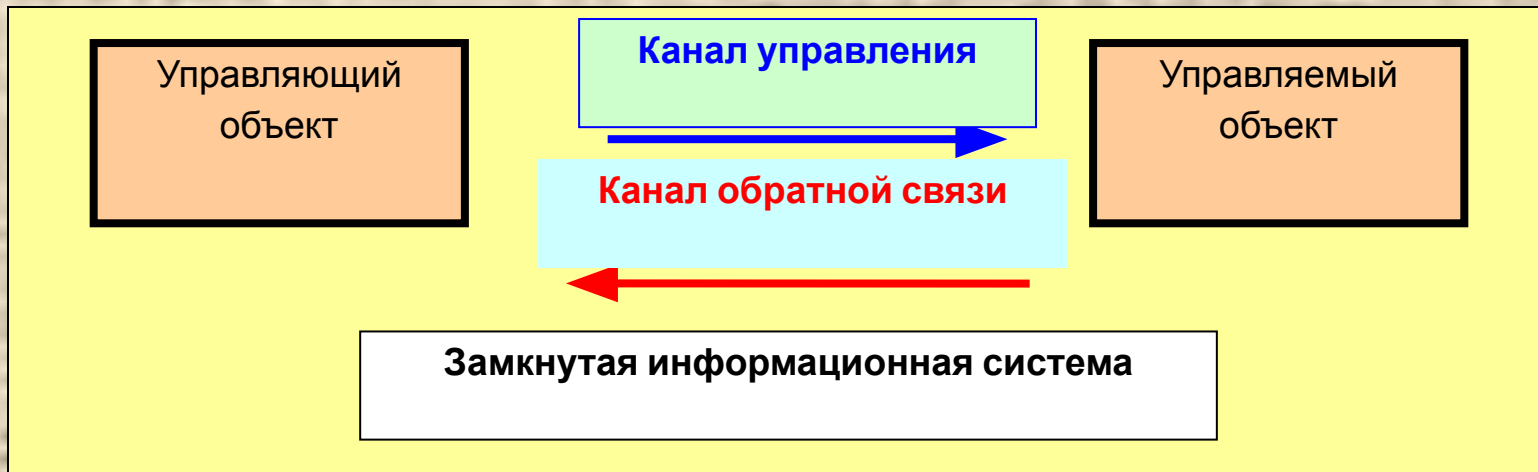 Управляющий
объект
Канал управления
Управляемый
объект
Канал обратной связи
Замкнутая информационная система